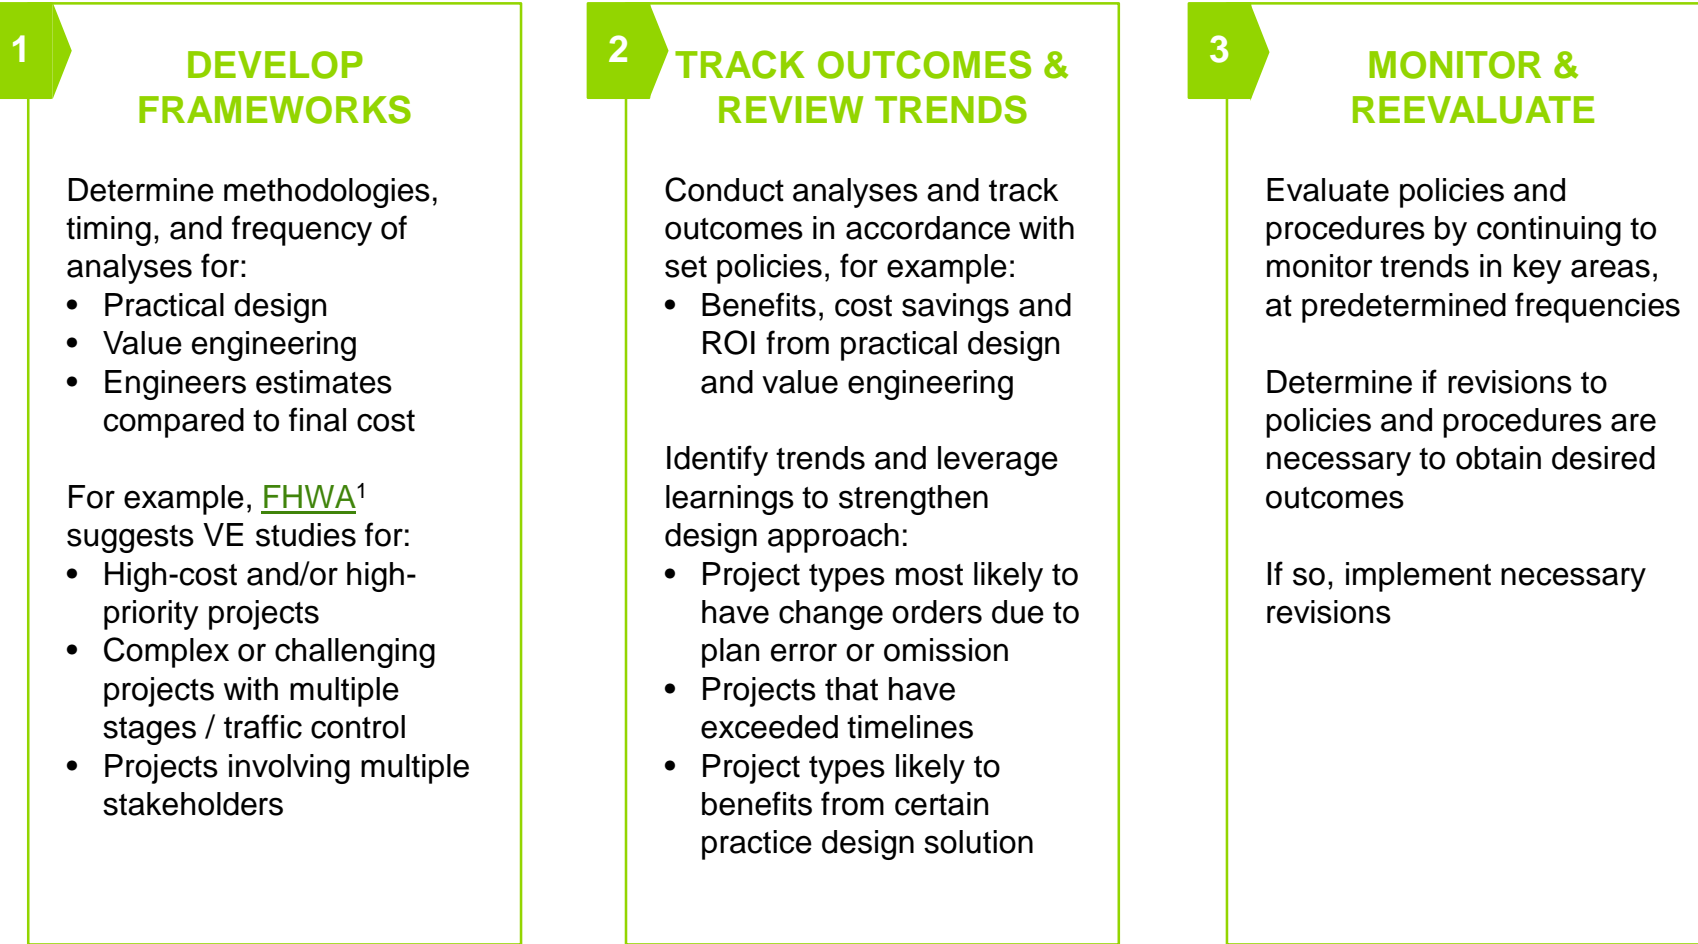 1
DEVELOP
FRAMEWORKS
Determine methodologies,
timing, and frequency of
analyses for:
• Practical design
• Value engineering
• Engineers estimates
compared to final cost
For example, FHWA¹
suggests VE studies for:
• High-cost and/or high-
priority projects
• Complex or challenging
projects with multiple
stages / traffic control
• Projects involving multiple
stakeholders
2
TRACK OUTCOMES &
REVIEW TRENDS
Conduct analyses and track
outcomes in accordance with
set policies, for example:
• Benefits, cost savings and
ROI from practical design
and value engineering
Identify trends and leverage
learnings to strengthen
design approach:
• Project types most likely to
have change orders due to
plan error or omission
• Projects that have
exceeded timelines
• Project types likely to
benefits from certain
practice design solution
3
MONITOR &
REEVALUATE
Evaluate policies and
procedures by continuing to
monitor trends in key areas,
at predetermined frequencies
Determine if revisions to
policies and procedures are
necessary to obtain desired
outcomes
If so, implement necessary
revisions